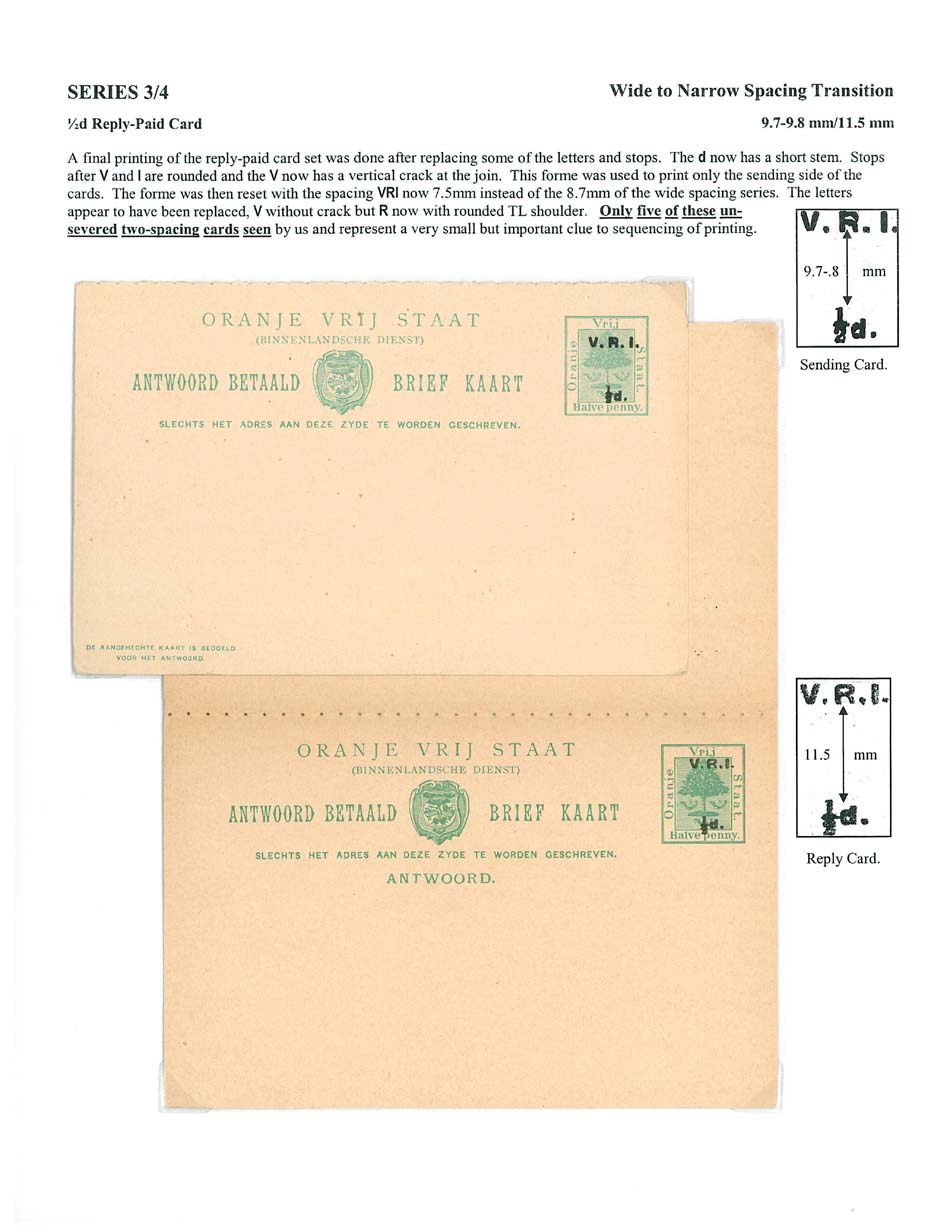 SERIES 3/4
Wide to Narrow Spacing Transition
½d Reply-Paid Card
9.7-9.8 mm/11.5 mm
A final printing of the reply-paid card set was done after replacing some of the letters and stops. The d now has a short stem. Stops
after V and I are rounded and the V now has a vertical crack at the join. This forme was used to print only the sending side of the
cards. The forme was then reset with the spacing VRI now 7.5mm instead of the 8.7mm of the wide spacing series. The letters
appear to have been replaced, V without crack but R now with rounded TL shoulder. Only five of these un-
severed two-spacing cards seen by us and represent a very small but important clue to sequencing of printing.
V.R.I.
9.7-.8 mm
½d.
Sending Card.
ORANJE VRIJ STAAT
(BINNENLANDSCHE DIENST)
ANTWOORD BETAALD BRIEF KAART
SLECHTS HET ADRES AAN DEZE ZYDE TE WORDEN GESCHREVEN.
Vrij
Oranje
Staat.
V.R.I.
½d.
Halve penny.
DE AANGEHECHTE KAART IS BEDOELD
VOOR HET ANTWOORD.
V.R.I.
11.5 mm
½d.
Reply Card.
ORANJE VRIJ STAAT
(BINNENLANDSCHE DIENST)
ANTWOORD BETAALD BRIEF KAART
SLECHTS HET ADRES AAN DEZE ZYDE TE WORDEN GESCHREVEN.
ANTWOORD.
Vrij
Oranje
Staat.
V.R.I.
½d.
Halve penny.